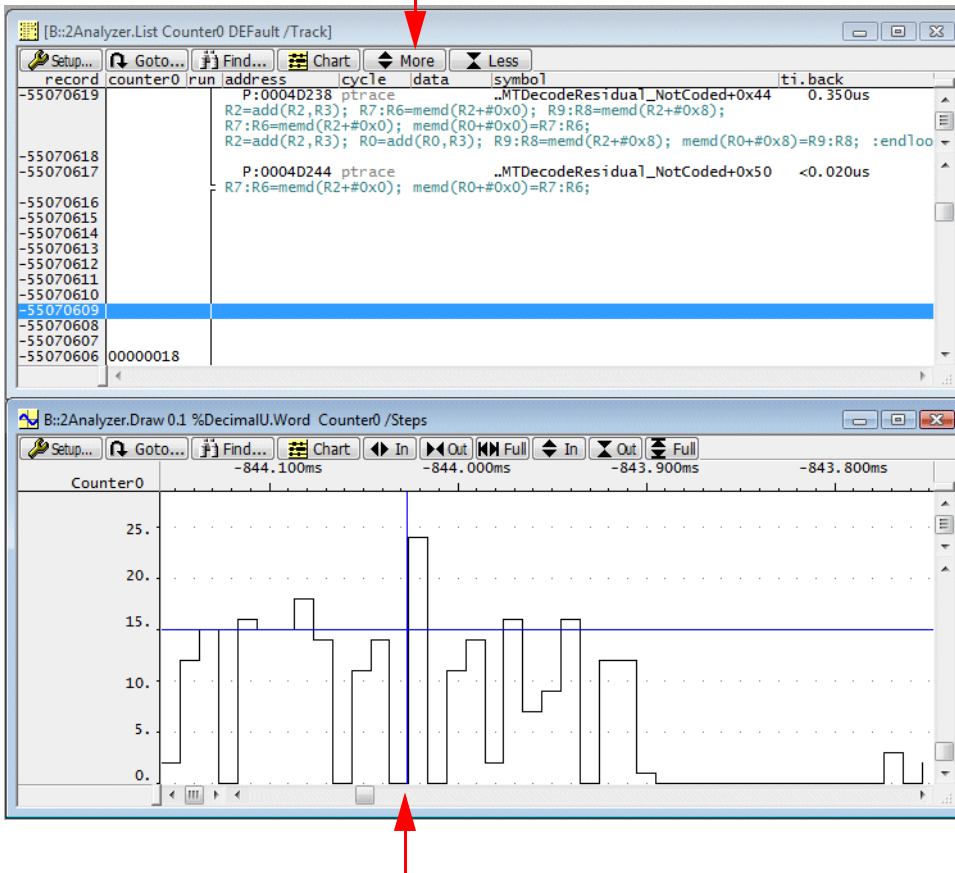 [B::2Analyzer.List Counter0 DEFault /Track]
Setup... Goto... Find... Chart More Less
record counter0 run address cycle data symbol ti.back
-55070619 P:0004D238 ptrace ..MTDecodeResidual_NotCoded+0x44 0.350us
R2=add(R2,R3); R7:R6=memd(R2+#0x0); R9:R8=memd(R2+#0x8);
R7:R6=memd(R2+#0x0); memd(R0+#0x0)=R7:R6;
R2=add(R2,R3); R0=add(R0,R3); R9:R8=memd(R2+#0x8); memd(R0+#0x8)=R9:R8; :endloo
-55070618
-55070617 P:0004D244 ptrace ..MTDecodeResidual_NotCoded+0x50 <0.020us
R7:R6=memd(R2+#0x0); memd(R0+#0x0)=R7:R6;
-55070616
-55070615
-55070614
-55070613
-55070612
-55070611
-55070610
-55070609
-55070608
-55070607
-55070606 00000018
B::2Analyzer.Draw 0.1 %DecimalU.Word Counter0 /Steps
Setup... Goto... Find... Chart In Out Full In Out Full
-844.100ms -844.000ms -843.900ms -843.800ms
Counter0
25.
20.
15.
10.
5.
0.